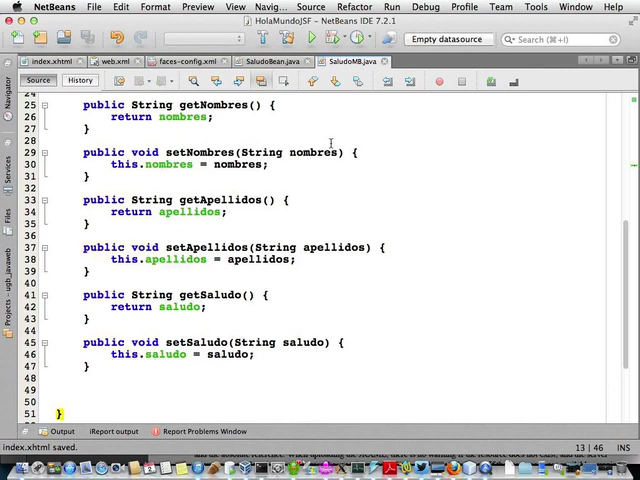 NetBeans File Edit View Navig... Source Refactor Run Debug Profile Team Tools Window Help
HolaMundoJSF - NetBeans IDE 7.2.1
Empty datasource
Search (⌘+I)
index.xhtml web.xml faces-config.xml SaludoBean.java SaludoMB.java
Source History
Navigator
Services
Files
Projects - ugb_javaweb
24
25 public String getNombres() {
26 return nombres;
27 }
28
29 public void setNombres(String nombres) {
30 this.nombres = nombres;
31 }
32
33 public String getApellidos() {
34 return apellidos;
35 }
36
37 public void setApellidos(String apellidos) {
38 this.apellidos = apellidos;
39 }
40
41 public String getSaludo() {
42 return saludo;
43 }
44
45 public void setSaludo(String saludo) {
46 this.saludo = saludo;
47 }
48
49
50
51 }
Output iReport output Report Problems Window
index.xhtml saved. 13 | 46 INS